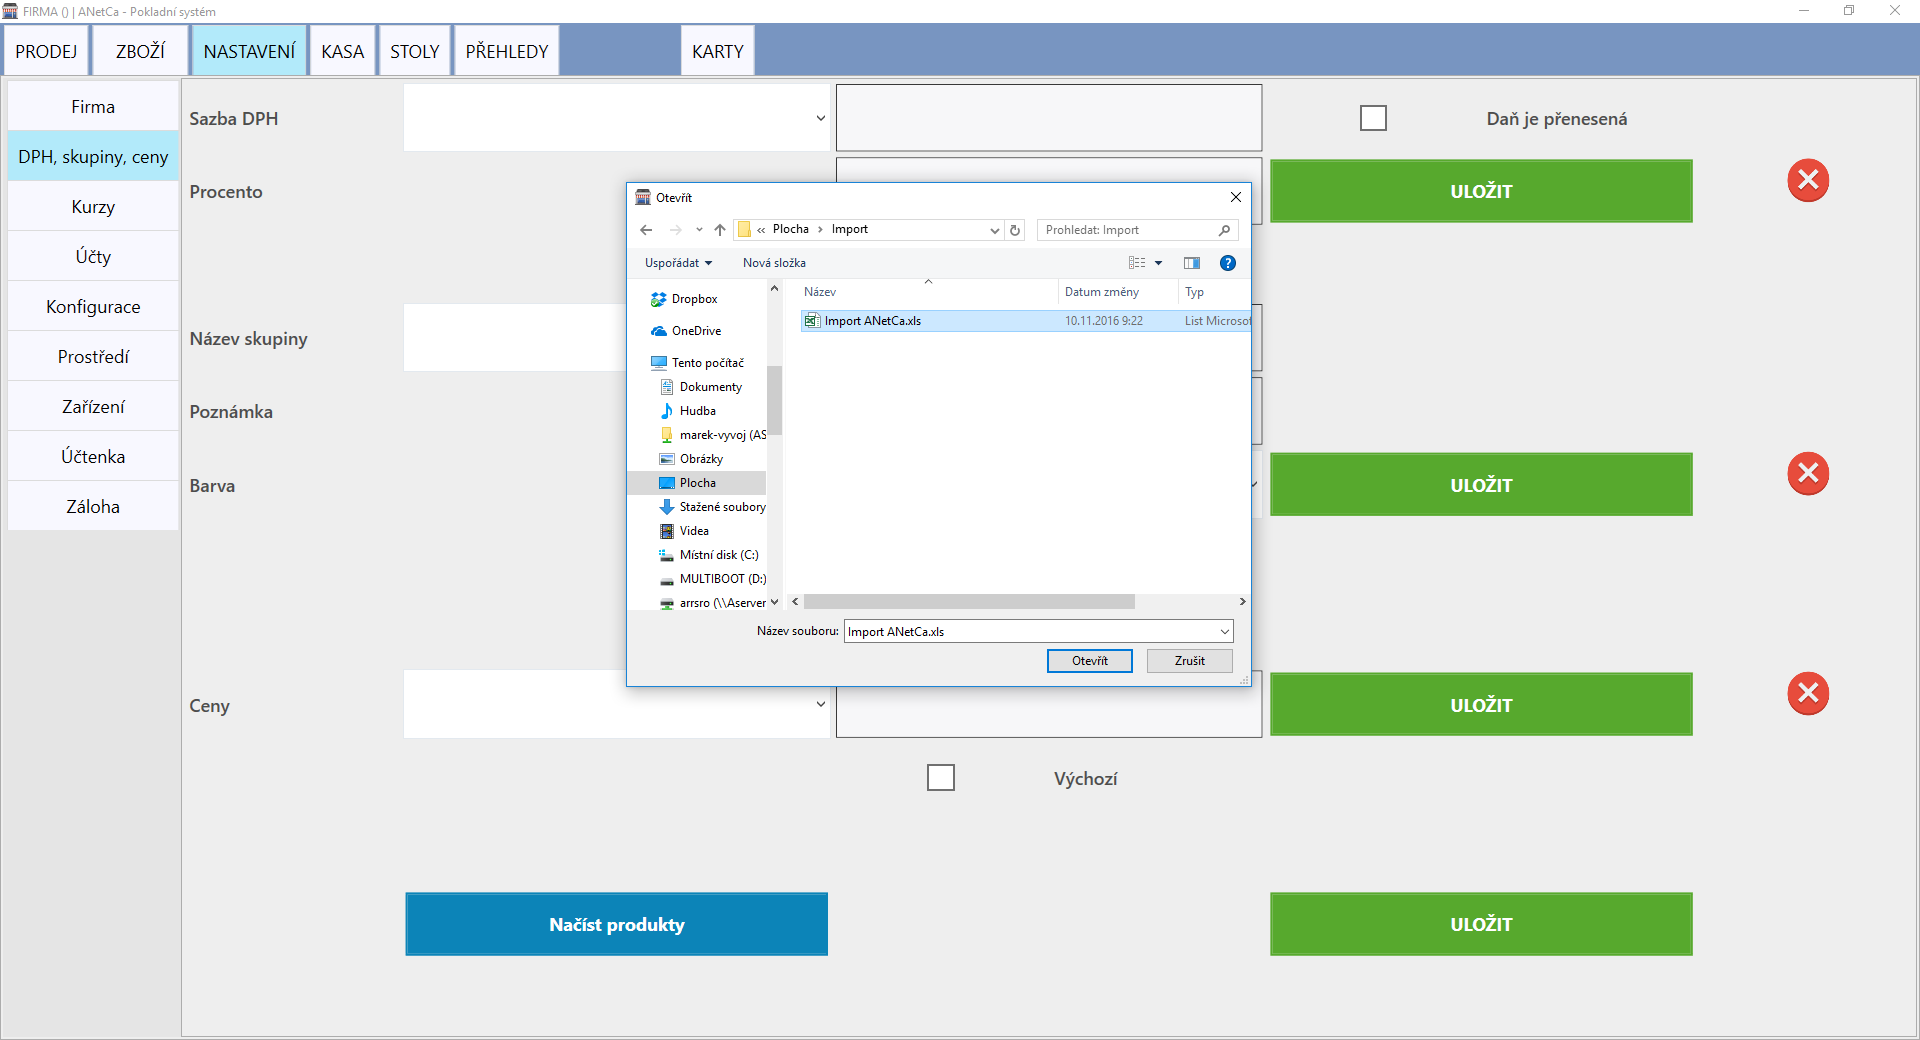 FIRMA () | ANetCa - Pokladní systém
PRODEJ ZBOŽÍ NASTAVENÍ KASA STOLY PŘEHLEDY KARTY
Firma
DPH, skupiny, ceny
Kurzy
Účty
Konfigurace
Prostředí
Zařízení
Účtenka
Záloha
Sazba DPH
Daň je přenesená
Procento
ULOŽIT
Název skupiny
Poznámka
Barva
ULOŽIT
Ceny
ULOŽIT
Výchozí
Načíst produkty
ULOŽIT
Otevřít
« Plocha › Import
Prohledat: Import
Uspořádat
Nová složka
Název Datum změny Typ
Import ANetCa.xls 10.11.2016 9:22 List Microsof
Dropbox
OneDrive
Tento počítač
Dokumenty
Hudba
marek-vyvoj (AS
Obrázky
Plocha
Stažené soubory
Videa
Místní disk (C:)
MULTIBOOT (D:)
arrsro (\\Aserver
Název souboru: Import ANetCa.xls
Otevřít Zrušit